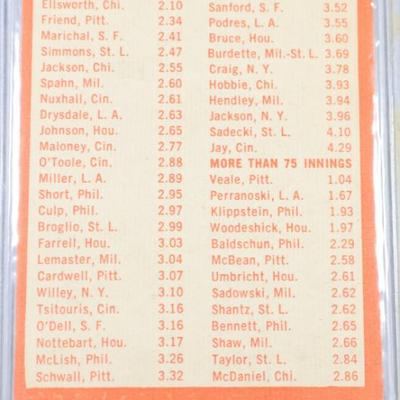 Ellsworth, Chi. 2.10
Friend, Pitt. 2.34
Marichal, S. F. 2.41
Simmons, St. L. 2.47
Jackson, Chi. 2.55
Spahn, Mil. 2.60
Nuxhall, Cin. 2.61
Drysdale, L. A. 2.63
Johnson, Hou. 2.65
Maloney, Cin. 2.77
O'Toole, Cin. 2.88
Miller, L. A. 2.89
Short, Phil. 2.95
Culp, Phil. 2.97
Broglio, St. L. 2.99
Farrell, Hou. 3.03
Lemaster, Mil. 3.04
Cardwell, Pitt. 3.07
Willey, N. Y. 3.10
Tsitouris, Cin. 3.16
O'Dell, S. F. 3.16
Nottebart, Hou. 3.17
McLish, Phil. 3.26
Schwall, Pitt. 3.32
Sanford, S. F. 3.52
Podres, L. A. 3.55
Bruce, Hou. 3.60
Burdette, Mil.-St. L. 3.69
Craig, N. Y. 3.78
Hobbie, Chi. 3.93
Hendley, Mil. 3.94
Jackson, N. Y. 3.96
Sadecki, St. L. 4.10
Jay, Cin. 4.29
MORE THAN 75 INNINGS
Veale, Pitt. 1.04
Perranoski, L. A. 1.67
Klippstein, Phil. 1.93
Woodeshick, Hou. 1.97
Baldschun, Phil. 2.29
McBean, Pitt. 2.58
Umbricht, Hou. 2.61
Sadowski, Mil. 2.62
Shantz, St. L. 2.62
Bennett, Phil. 2.65
Shaw, Mil. 2.66
Taylor, St. L. 2.84
McDaniel, Chi. 2.86